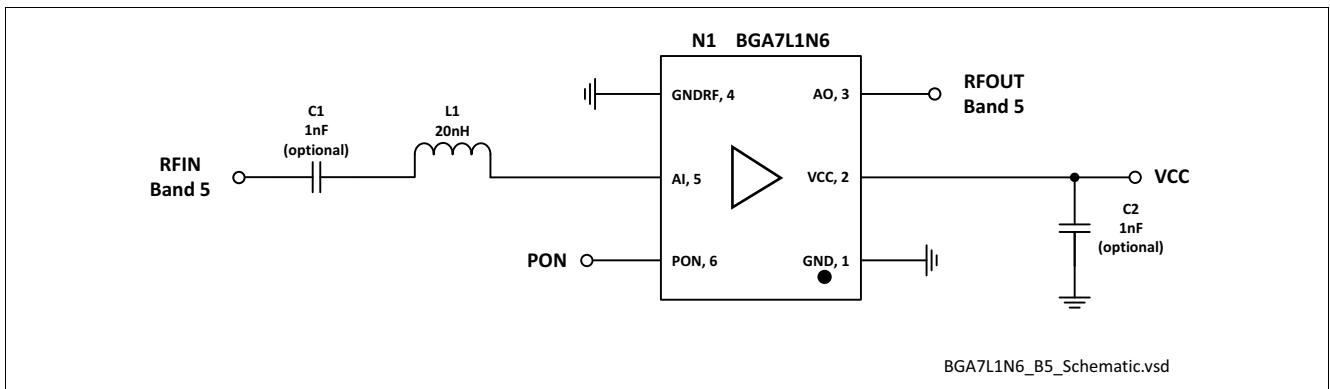 N1 BGA7L1N6
GNDRF, 4
AO, 3
RFOUT
Band 5
C1
1nF
(optional)
L1
20nH
RFIN
Band 5
AI, 5
VCC, 2
VCC
C2
1nF
(optional)
PON
PON, 6
GND, 1
BGA7L1N6_B5_Schematic.vsd